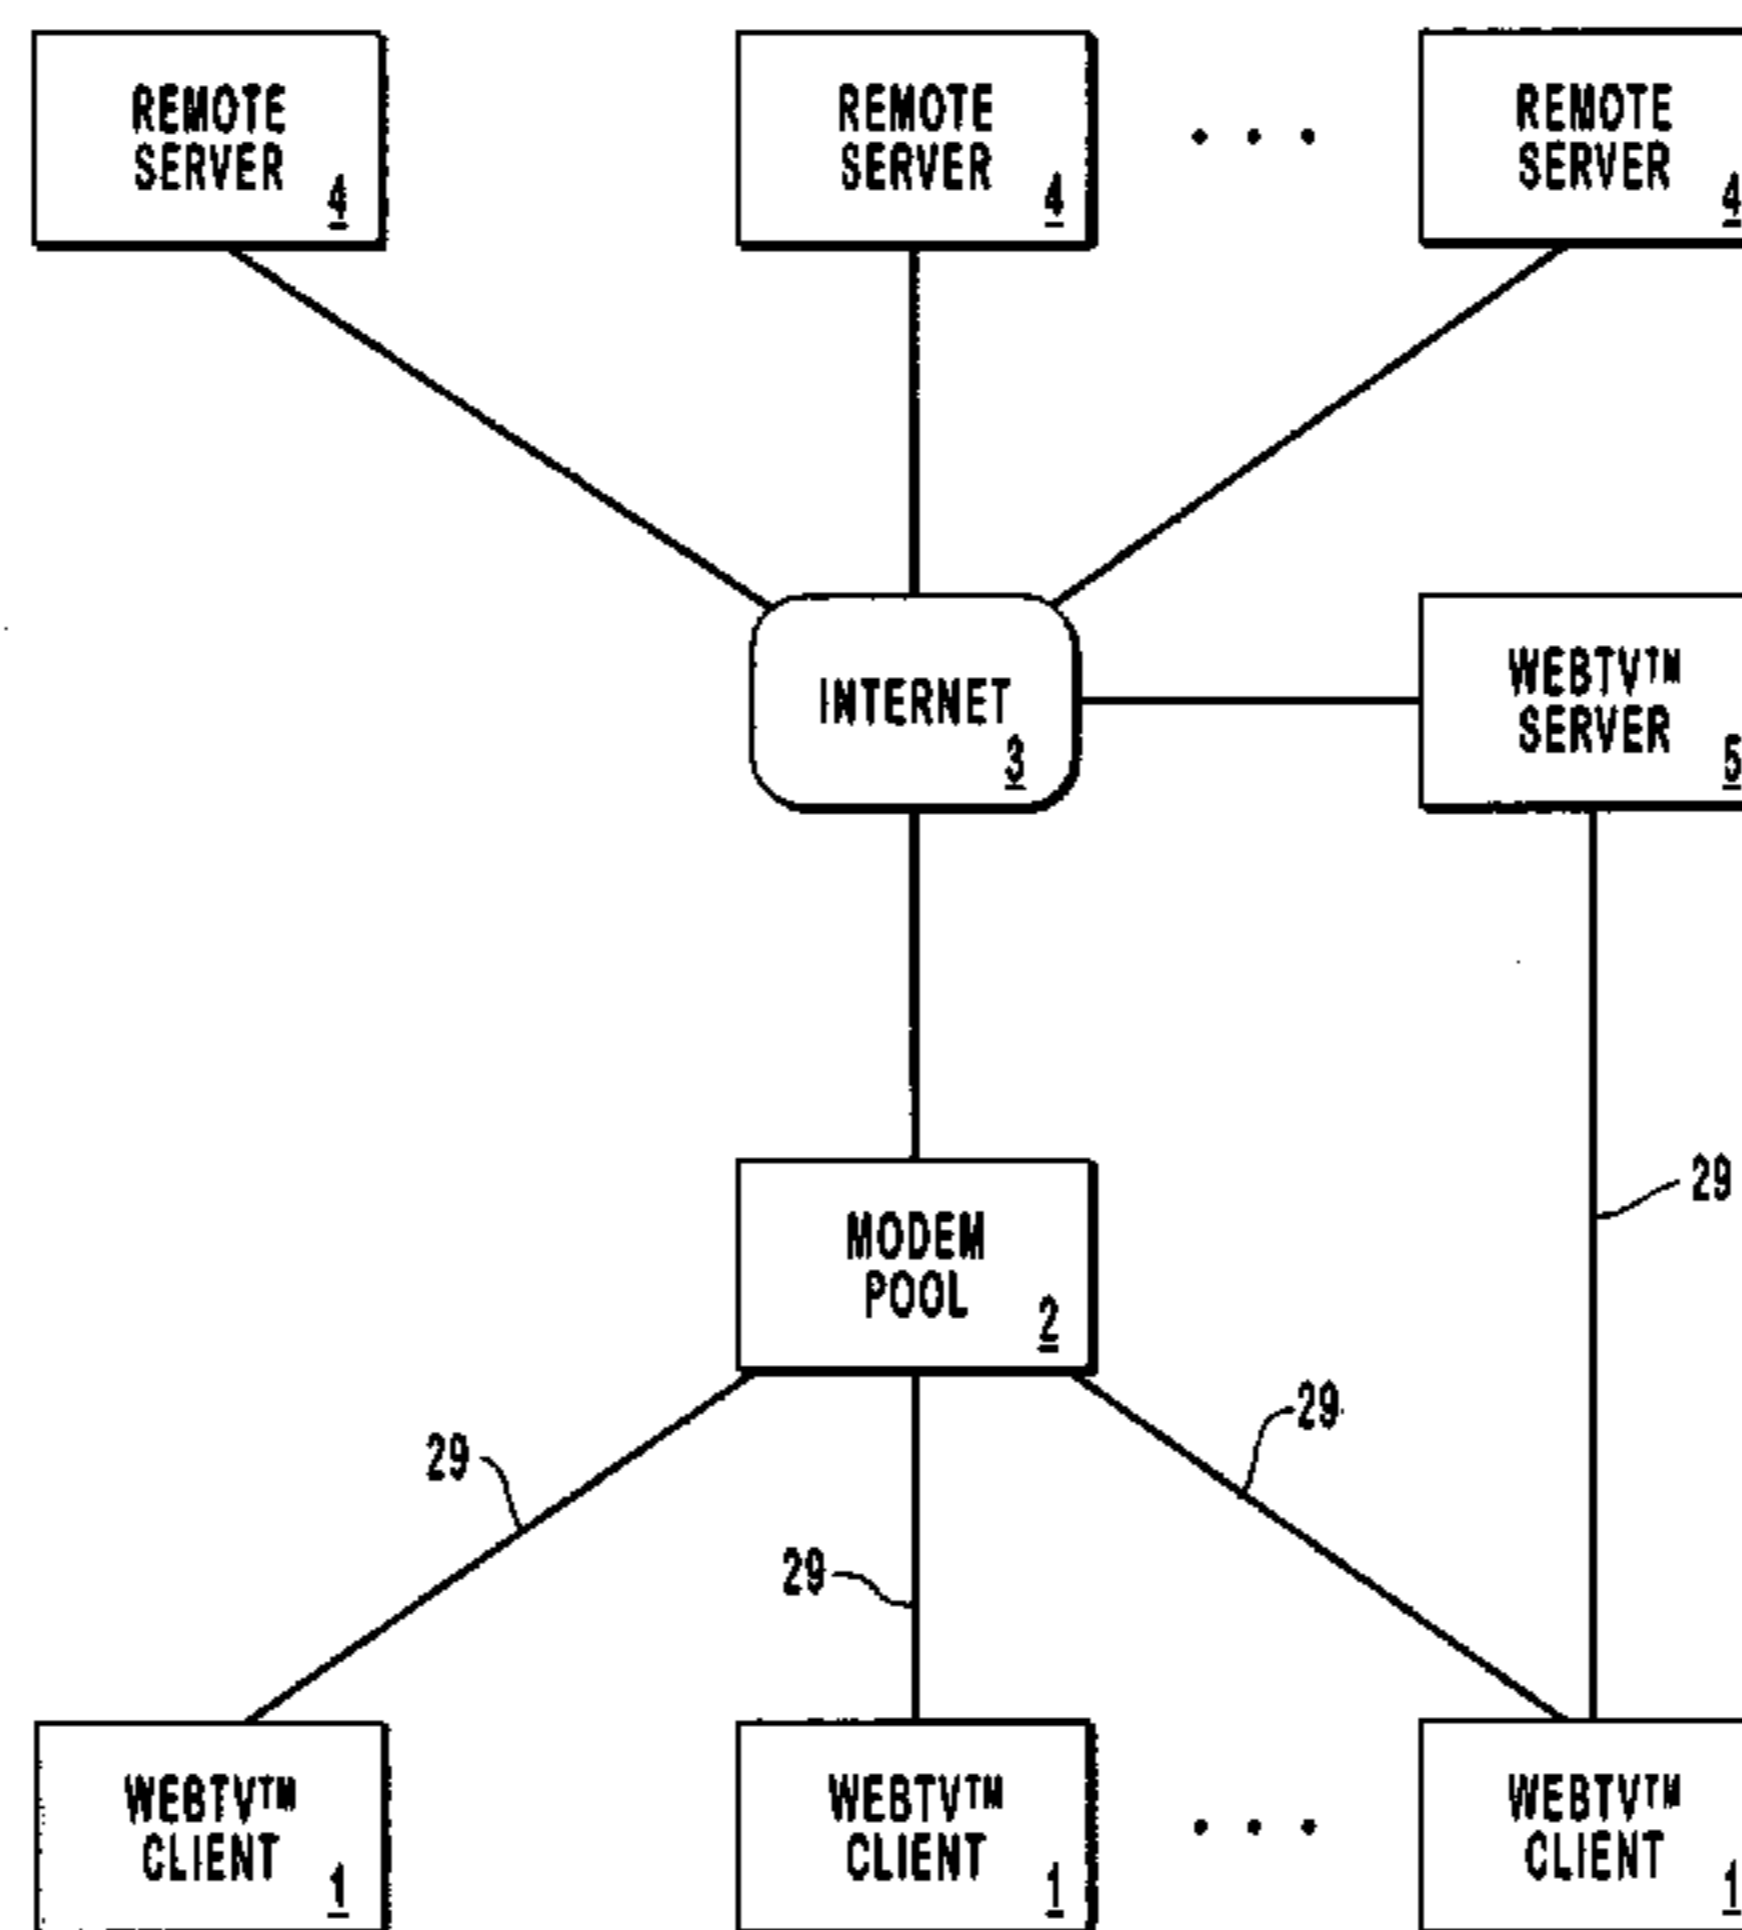 REMOTE
SERVER
4
REMOTE
SERVER
4
REMOTE
SERVER
4
INTERNET
3
WEBTV™
SERVER
5
MODEM
POOL
2
29
29
29
29
WEBTV™
CLIENT
1
WEBTV™
CLIENT
1
WEBTV™
CLIENT
1